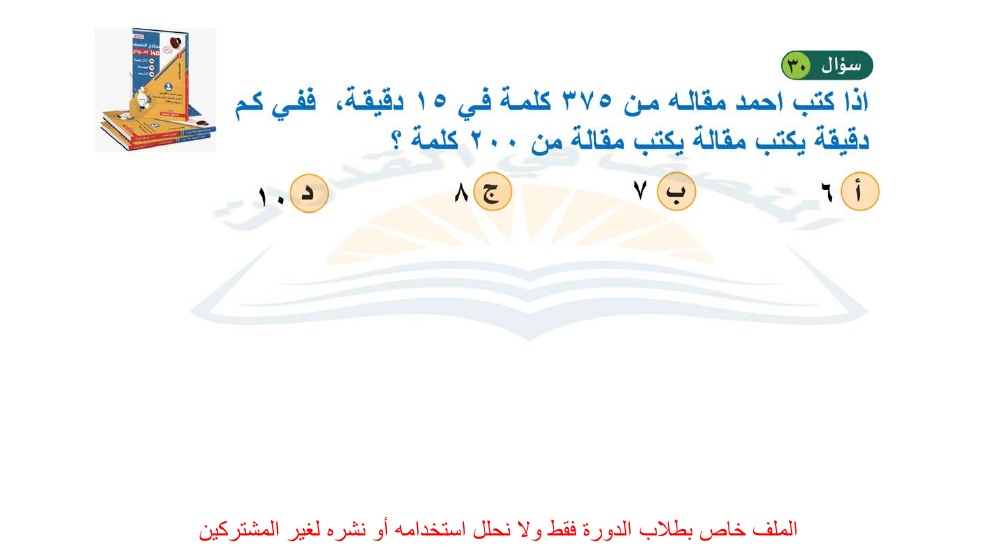 سؤال ٣٠
اذا كتب احمد مقاله من ٣٧٥ كلمة في ١٥ دقيقة، ففي كم
دقيقة يكتب مقالة يكتب مقالة من ٢٠٠ كلمة ؟
أ ٦
ب ٧
ج ٨
د ١٠
الملف خاص بطلاب الدورة فقط ولا نحلل استخدامه أو نشره لغير المشتركين